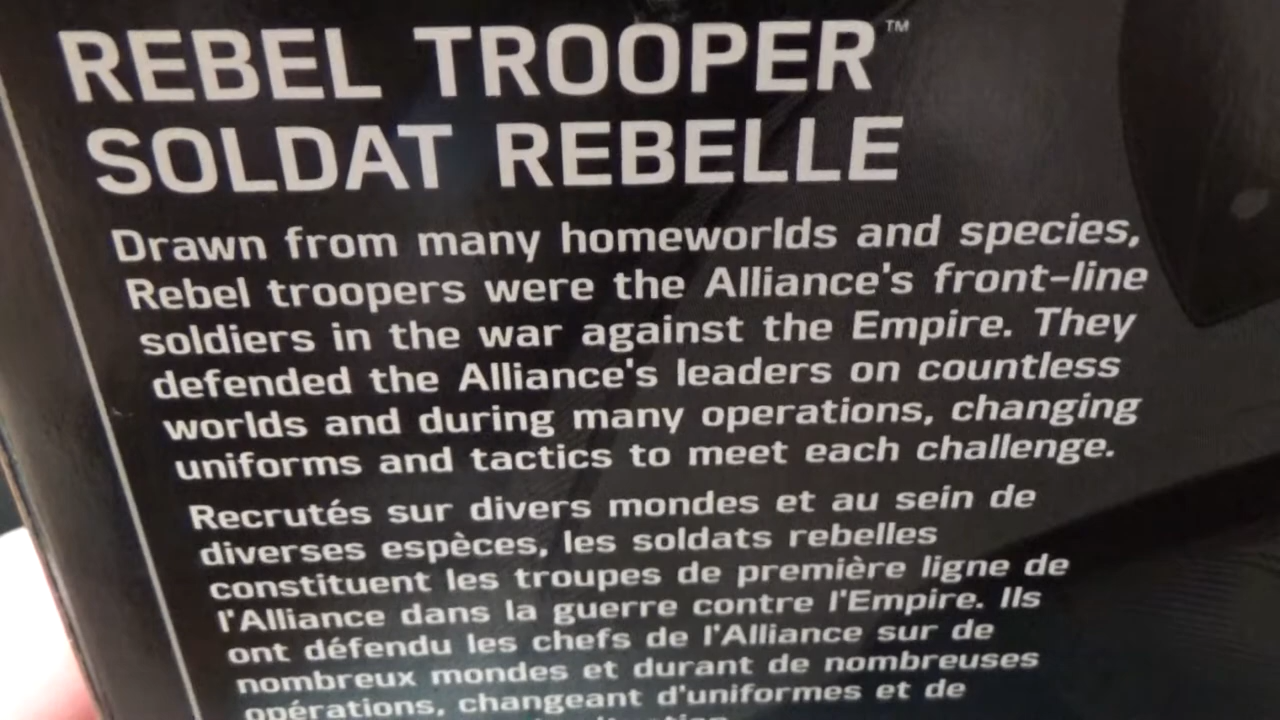 REBEL TROOPER™
SOLDAT REBELLE
Drawn from many homeworlds and species,
Rebel troopers were the Alliance's front-line
soldiers in the war against the Empire. They
defended the Alliance's leaders on countless
worlds and during many operations, changing
uniforms and tactics to meet each challenge.
Recrutés sur divers mondes et au sein de
diverses espèces, les soldats rebelles
constituent les troupes de première ligne de
l'Alliance dans la guerre contre l'Empire. Ils
ont défendu les chefs de l'Alliance sur de
nombreux mondes et durant de nombreuses
opérations, changeant d'uniformes et de